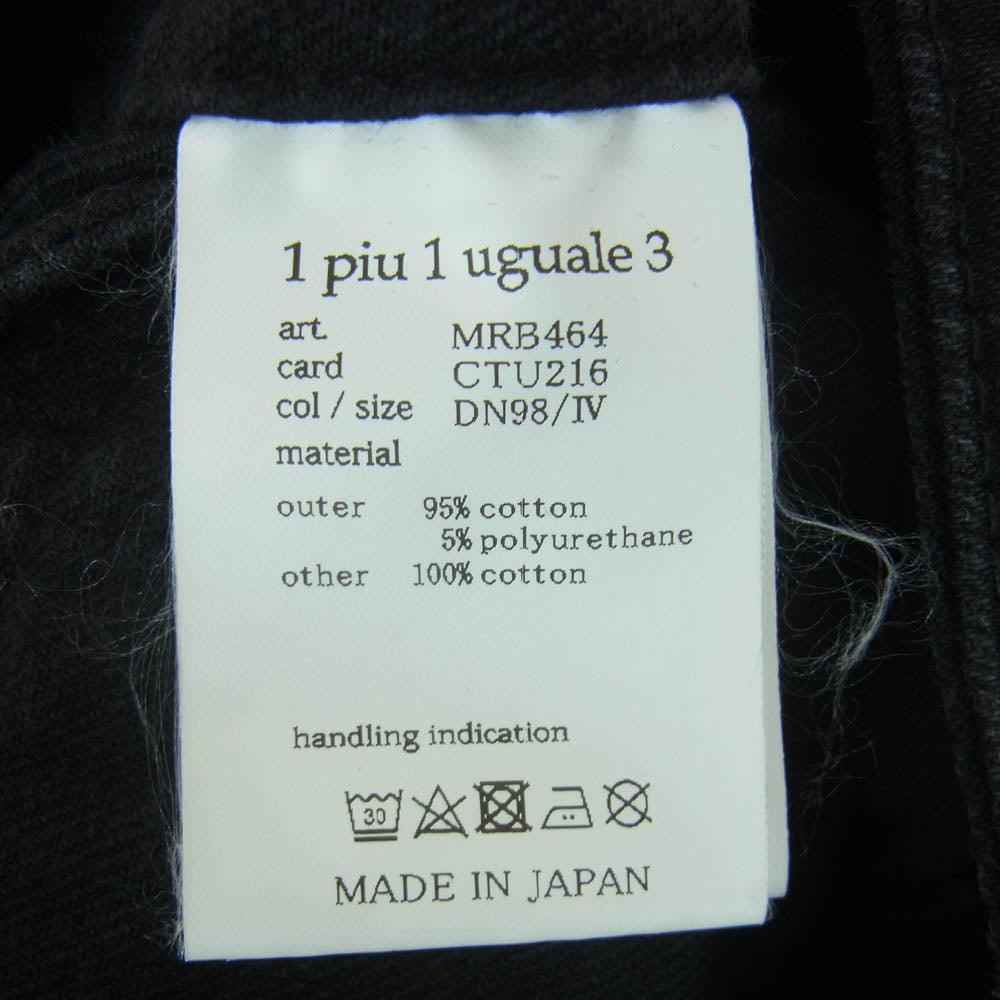 1 piu 1 uguale 3
art. MRB464
card CTU216
col / size DN98/Ⅳ
material
outer 95% cotton
5% polyurethane
other 100% cotton
handling indication
30
MADE IN JAPAN